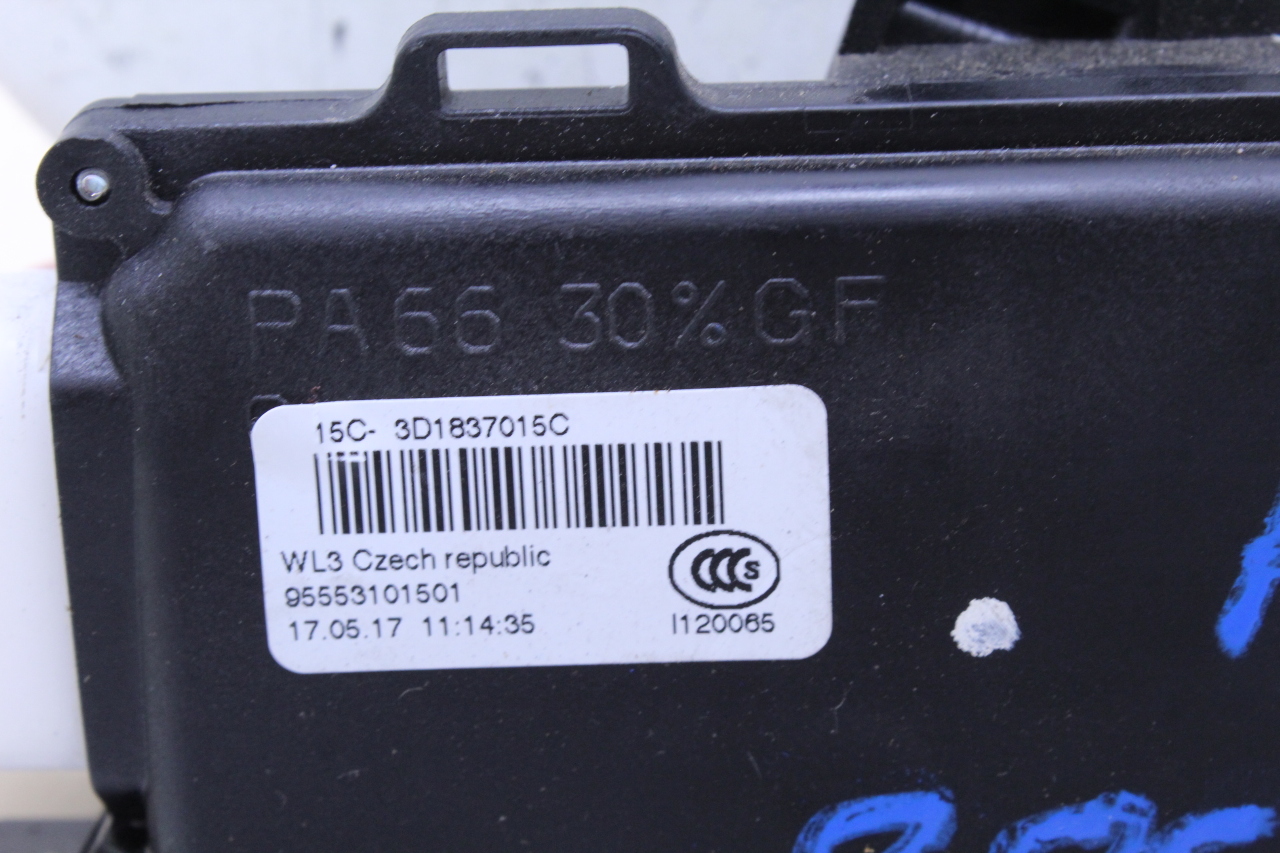 PA66 30%GF
15C- 3D1837015C
WL3 Czech republic
95553101501
CCC S
17.05.17 11:14:35
I120065